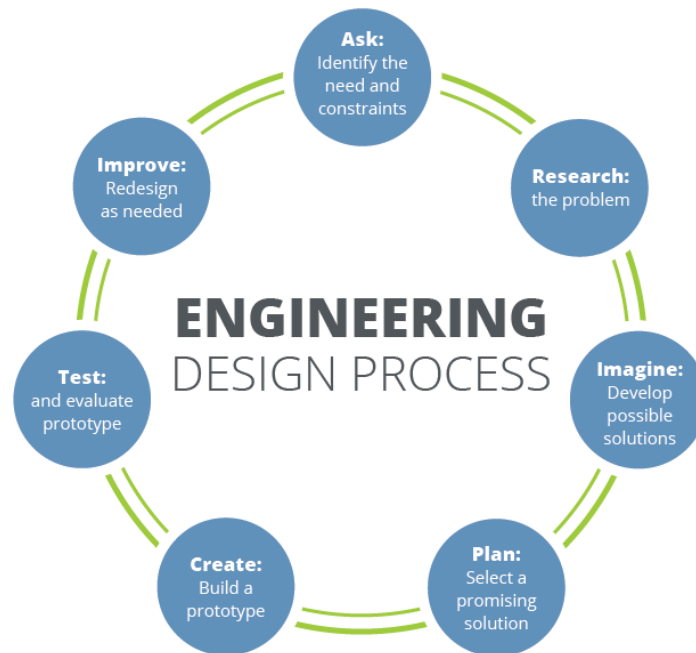 Ask:
Identify the
need and
constraints
Research:
the problem
Imagine:
Develop
possible
solutions
Plan:
Select a
promising
solution
Create:
Build a
prototype
Test:
and evaluate
prototype
Improve:
Redesign
as needed
ENGINEERING
DESIGN PROCESS